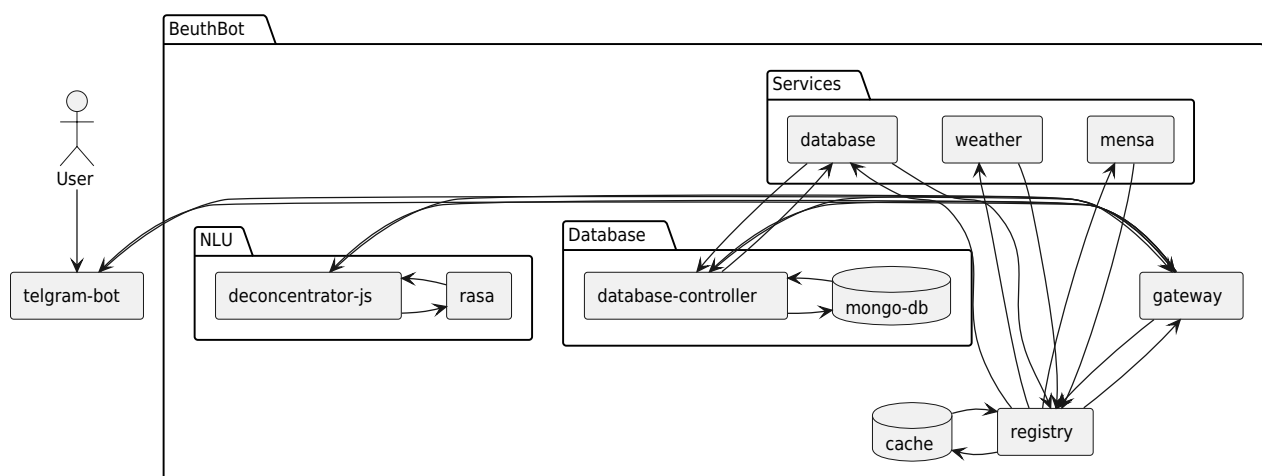 BeuthBot
Services
database
weather
mensa
User
NLU
Database
telgram-bot
deconcentrator-js
rasa
database-controller
mongo-db
gateway
cache
registry